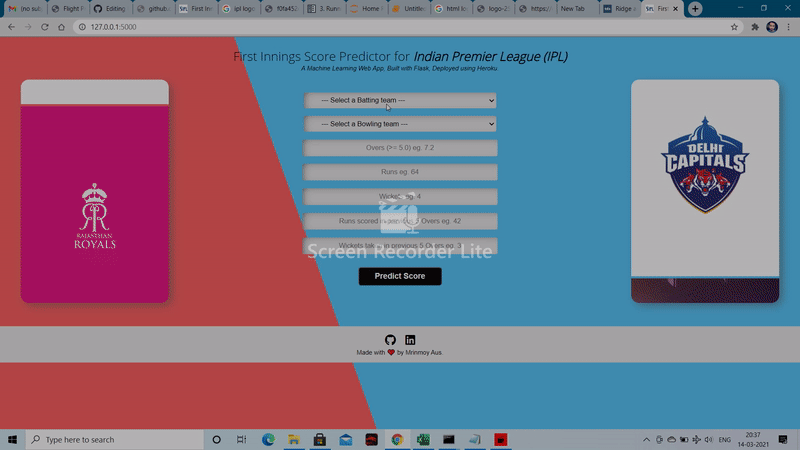 (no sub
Flight F
Editing
github.
First Inn
ipl logo
f0fa452
3. Runn
Home F
Untitle
html lo
logo-2
https:/
New Tab
Ridge a
First
127.0.0.1:5000
First Innings Score Predictor for Indian Premier League (IPL)
A Machine Learning Web App, Built with Flask, Deployed using Heroku.
--- Select a Batting team ---
--- Select a Bowling team ---
Overs (>= 5.0) eg. 7.2
Runs eg. 64
Wickets eg. 4
Runs scored in previous 5 Overs eg. 42
Wickets taken in previous 5 Overs eg. 3
Screen Recorder Lite
Predict Score
RAJASTHAN
ROYALS
DELHI
CAPITALS
Made with ❤ by Mrinmoy Aus
Type here to search
ENG
20:37
14-03-2021